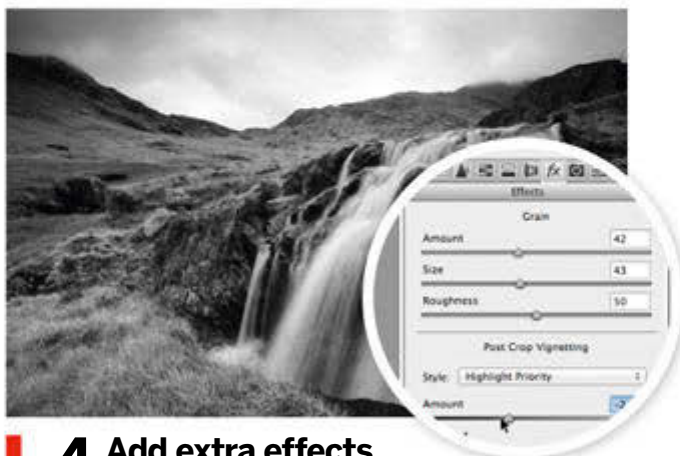 fx
Effects
Grain
Amount 42
Size 43
Roughness 50
Post Crop Vignetting
Style: Highlight Priority
Amount
4 Add extra effects